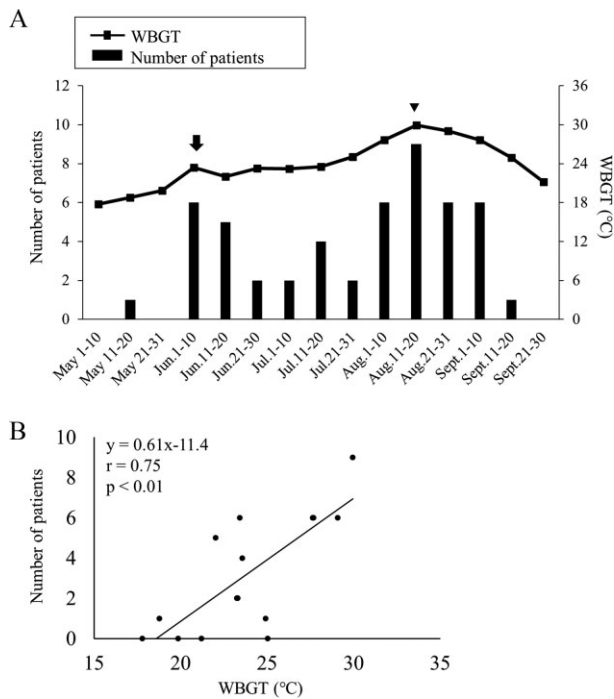 A
WBGT
Number of patients
12 36
10 30
8 24
6 18
4 12
2 6
0 0
Number of patients
WBGT (°C)
May 1-10
May 11-20
May 21-31
Jun.1-10
Jun.11-20
Jun.21-30
Jul.1-10
Jul.11-20
Jul.21-31
Aug.1-10
Aug.11-20
Aug.21-31
Sept.1-10
Sept.11-20
Sept.21-30
B
y = 0.61x-11.4
r = 0.75
p < 0.01
10
8
6
4
2
0
Number of patients
15 20 25 30 35
WBGT (°C)